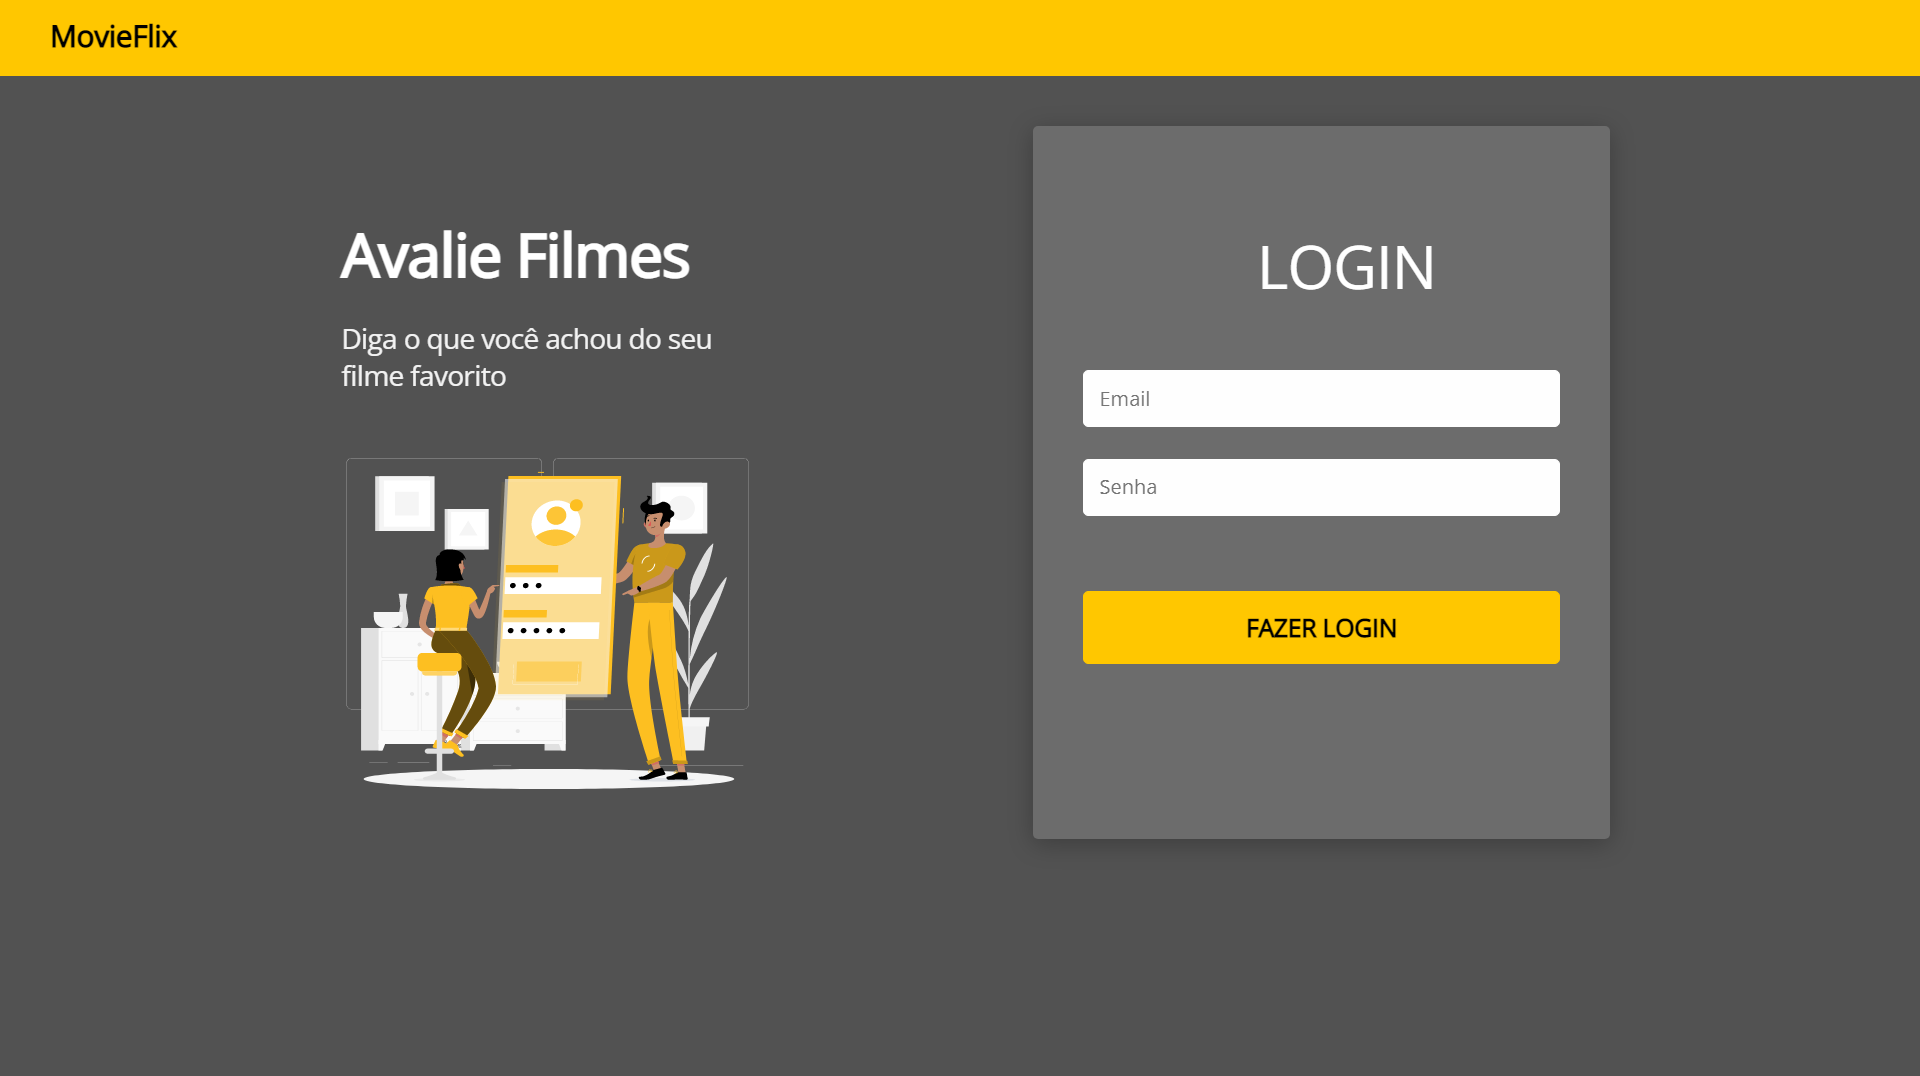 MovieFlix
Avalie Filmes
Diga o que você achou do seu
filme favorito
LOGIN
Email
Senha
FAZER LOGIN